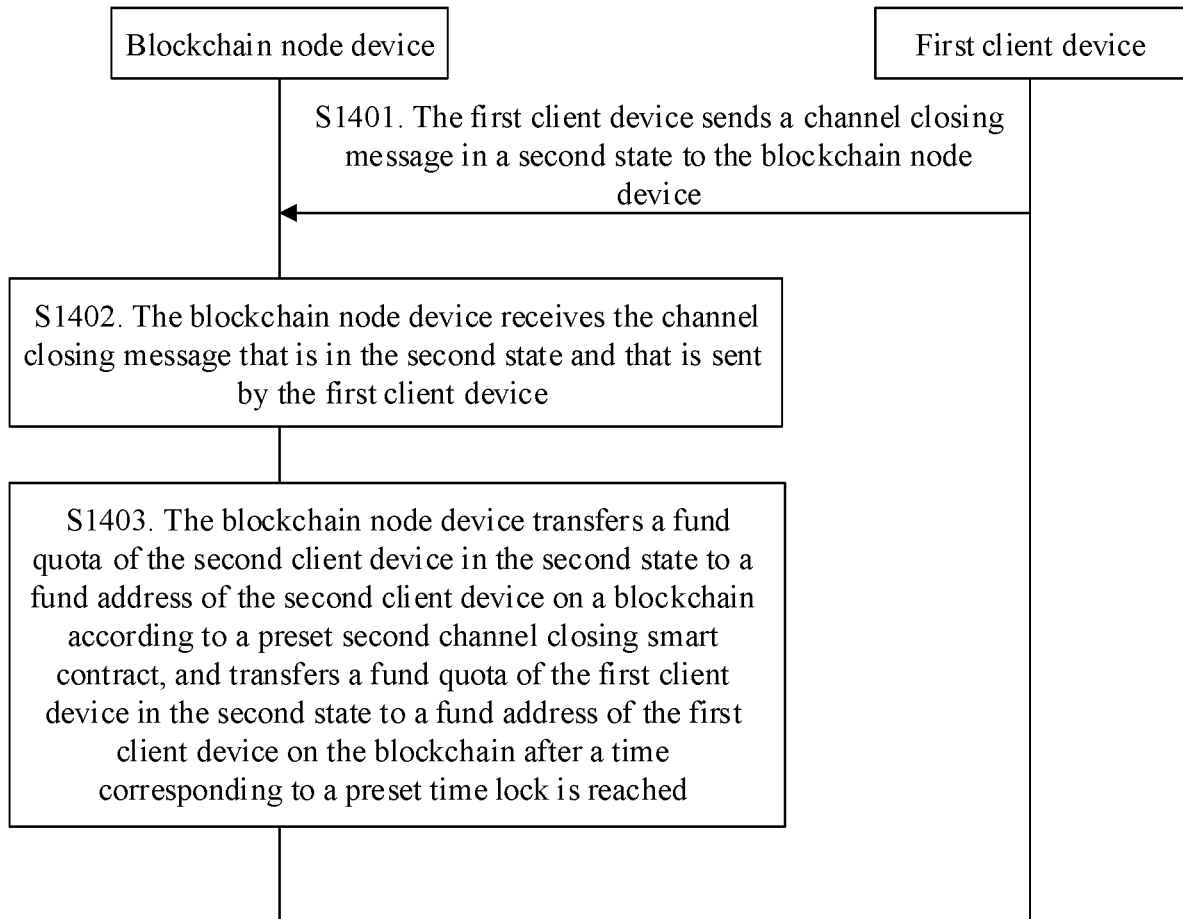 Blockchain node device
First client device
S1401. The first client device sends a channel closing
message in a second state to the blockchain node
device
S1402. The blockchain node device receives the channel
closing message that is in the second state and that is sent
by the first client device
S1403. The blockchain node device transfers a fund
quota of the second client device in the second state to a
fund address of the second client device on a blockchain
according to a preset second channel closing smart
contract, and transfers a fund quota of the first client
device in the second state to a fund address of the first
client device on the blockchain after a time
corresponding to a preset time lock is reached